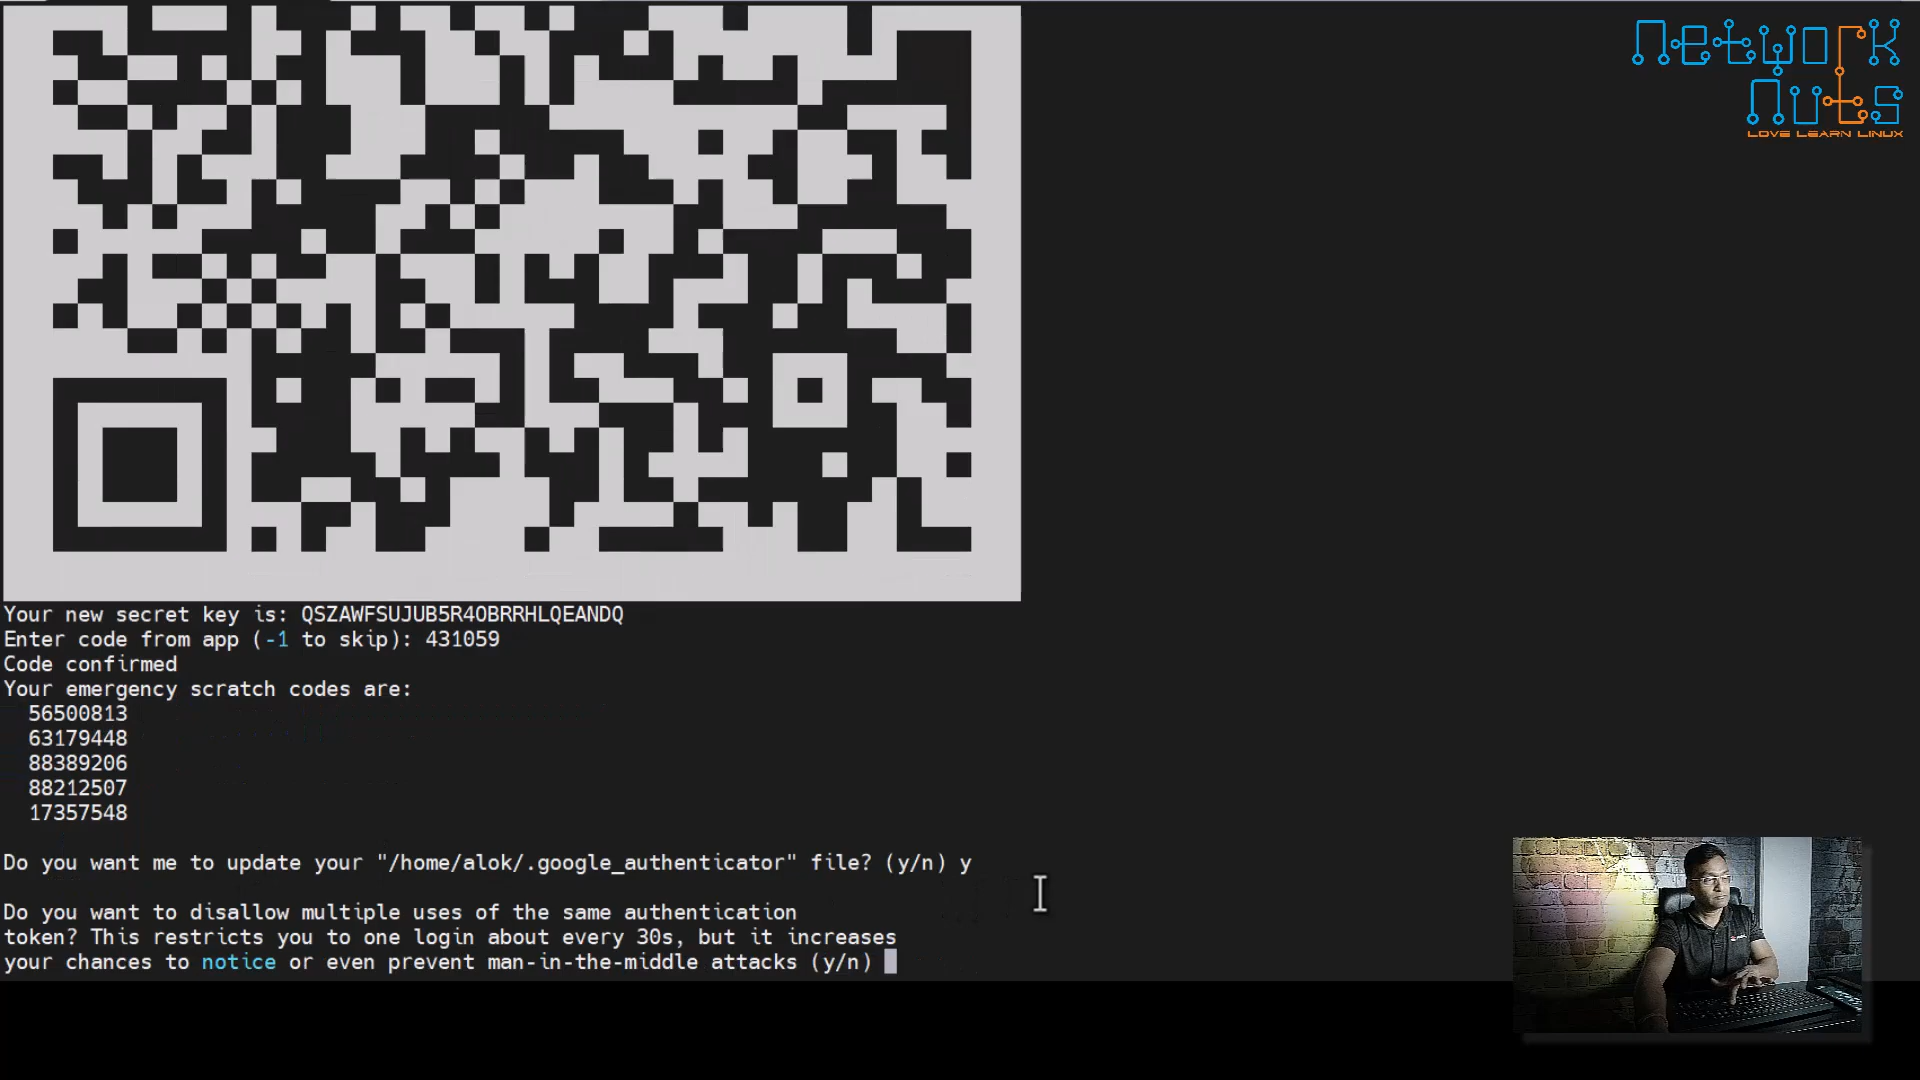 Network
Nuts
LOVE LEARN LINUX
Your new secret key is: QSZAWFSUJUB5R4OBRRHLQEANDQ
Enter code from app (-1 to skip): 431059
Code confirmed
Your emergency scratch codes are:
56500813
63179448
88389206
88212507
17357548
Do you want me to update your "/home/alok/.google_authenticator" file? (y/n) y
Do you want to disallow multiple uses of the same authentication
token? This restricts you to one login about every 30s, but it increases
your chances to notice or even prevent man-in-the-middle attacks (y/n)